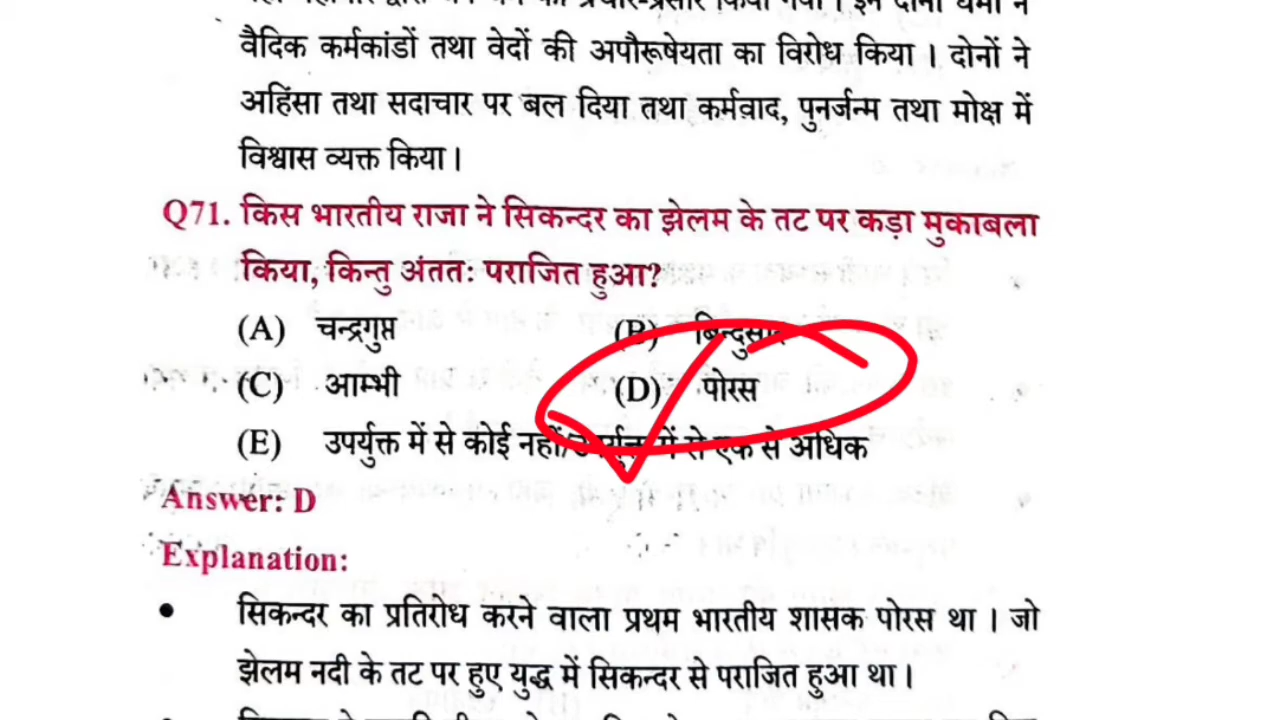 वैदिक कर्मकांडों तथा वेदों की अपौरूषेयता का विरोध किया । दोनों ने
अहिंसा तथा सदाचार पर बल दिया तथा कर्मवाद, पुनर्जन्म तथा मोक्ष में
विश्वास व्यक्त किया।
Q71. किस भारतीय राजा ने सिकन्दर का झेलम के तट पर कड़ा मुकाबला
किया, किन्तु अंततः पराजित हुआ?
(A) चन्द्रगुप्त (B) बिन्दुसार
(C) आम्भी (D) पोरस
(E) उपर्युक्त में से कोई नहीं/उपर्युक्त में से एक से अधिक
Answer: D
Explanation:
• सिकन्दर का प्रतिरोध करने वाला प्रथम भारतीय शासक पोरस था । जो
झेलम नदी के तट पर हुए युद्ध में सिकन्दर से पराजित हुआ था।